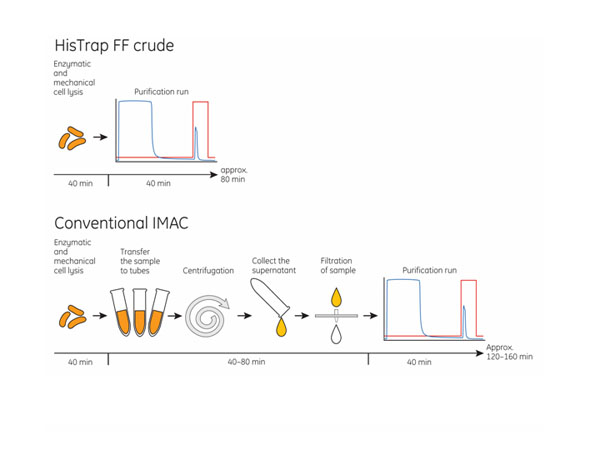 HisTrap FF crude
Enzymatic
and
mechanical
cell lysis
Purification run
approx.
80 min
40 min
40 min
Conventional IMAC
Enzymatic
and
mechanical
cell lysis
Transfer
the sample
to tubes
Centrifugation
Collect the
supernatant
Filtration
of sample
Purification run
Approx.
120–160 min
40 min
40–80 min
40 min